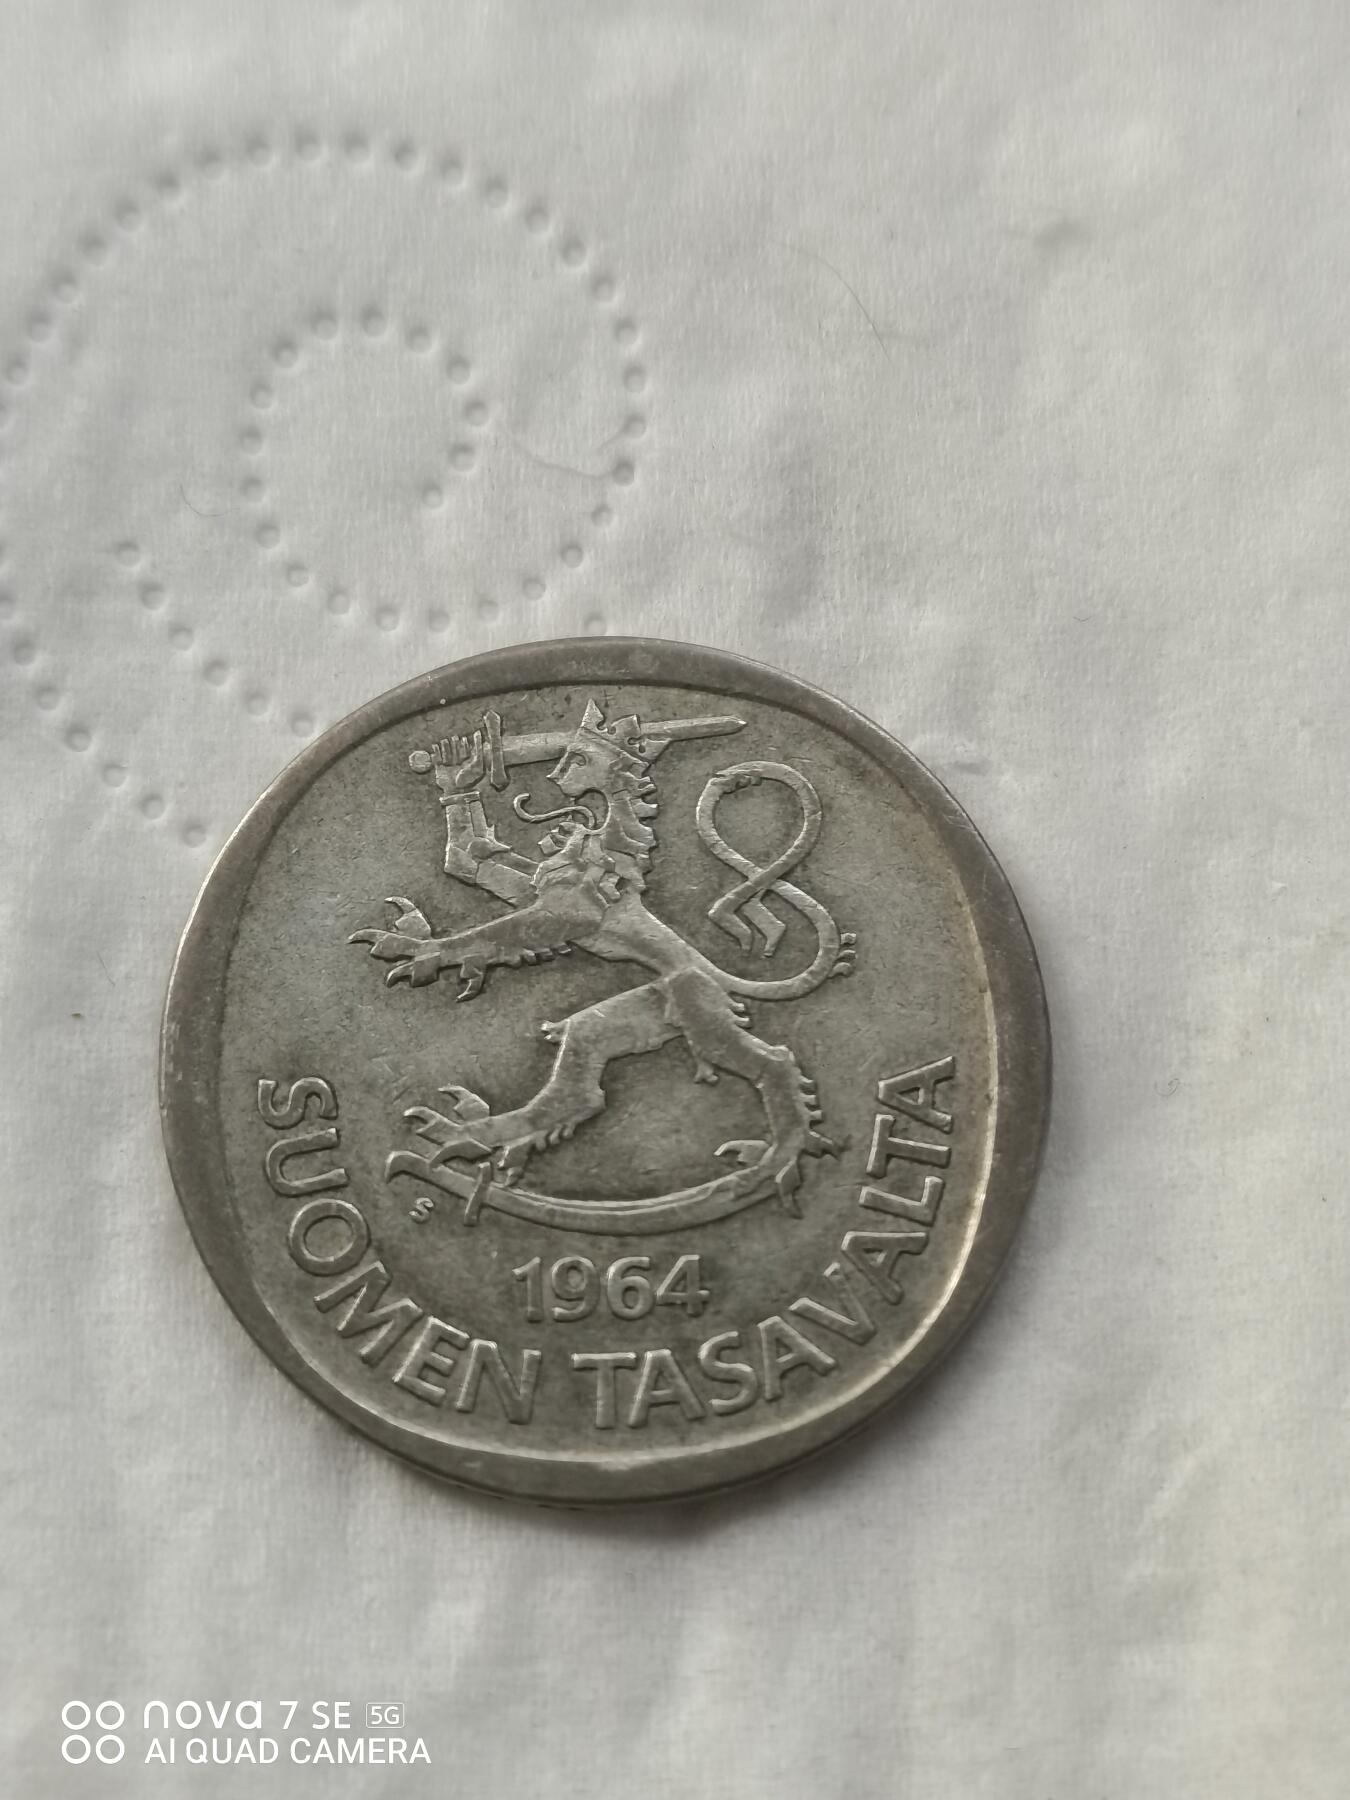 S
1964
SUOMEN TASAVALTA
nova 7 SE 5G
AI QUAD CAMERA